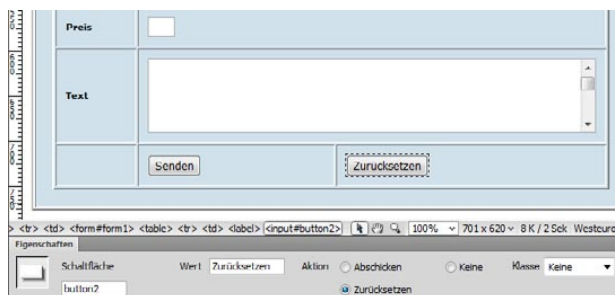 Preis
Text
Senden
Zurücksetzen
> <tr> <td> <form#form1> <table> <tr> <td> <label> <input#button2> 100% 701 x 620 8 K / 2 Sek Westeuro
Eigenschaften
Schaltfläche Wert Zurücksetzen Aktion Abschicken Keine Klasse Keine
button2 Zurücksetzen